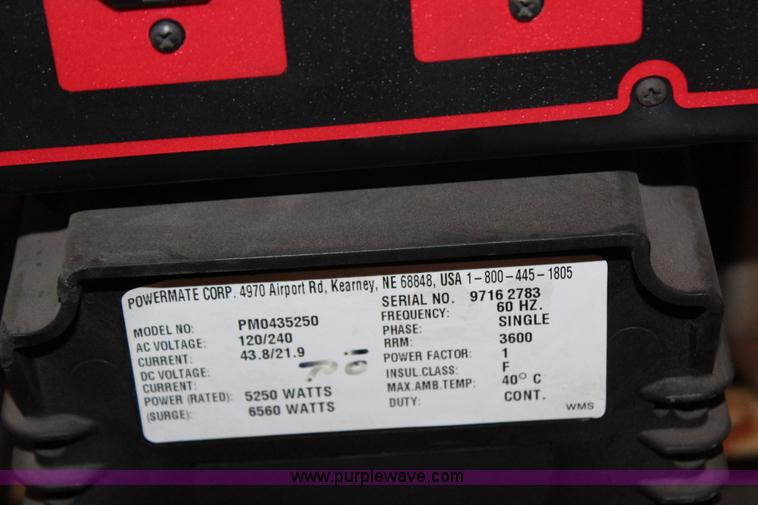 POWERMATE CORP. 4970 Airport Rd, Kearney, NE 68848, USA 1-800-445-1805
MODEL NO: PM0435250 SERIAL NO. 9716 2783
AC VOLTAGE: 120/240 FREQUENCY: 60 HZ.
CURRENT: 43.8/21.9 PHASE: SINGLE
DC VOLTAGE: RRM: 3600
CURRENT: POWER FACTOR: 1
POWER (RATED): 5250 WATTS INSUL.CLASS: F
(SURGE): 6560 WATTS MAX.AMB.TEMP: 40° C
DUTY: CONT.
WMS
www.purplewave.com